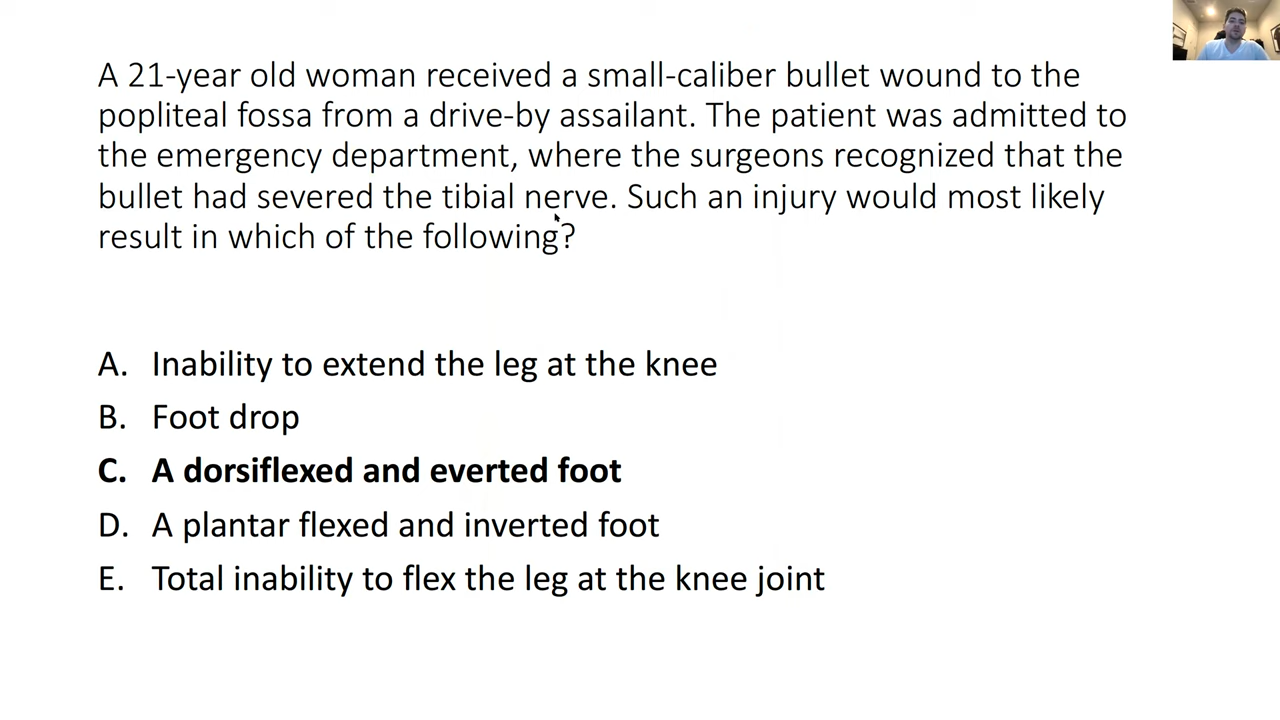 A 21-year old woman received a small-caliber bullet wound to the
popliteal fossa from a drive-by assailant. The patient was admitted to
the emergency department, where the surgeons recognized that the
bullet had severed the tibial nerve. Such an injury would most likely
result in which of the following?
A. Inability to extend the leg at the knee
B. Foot drop
C. A dorsiflexed and everted foot
D. A plantar flexed and inverted foot
E. Total inability to flex the leg at the knee joint